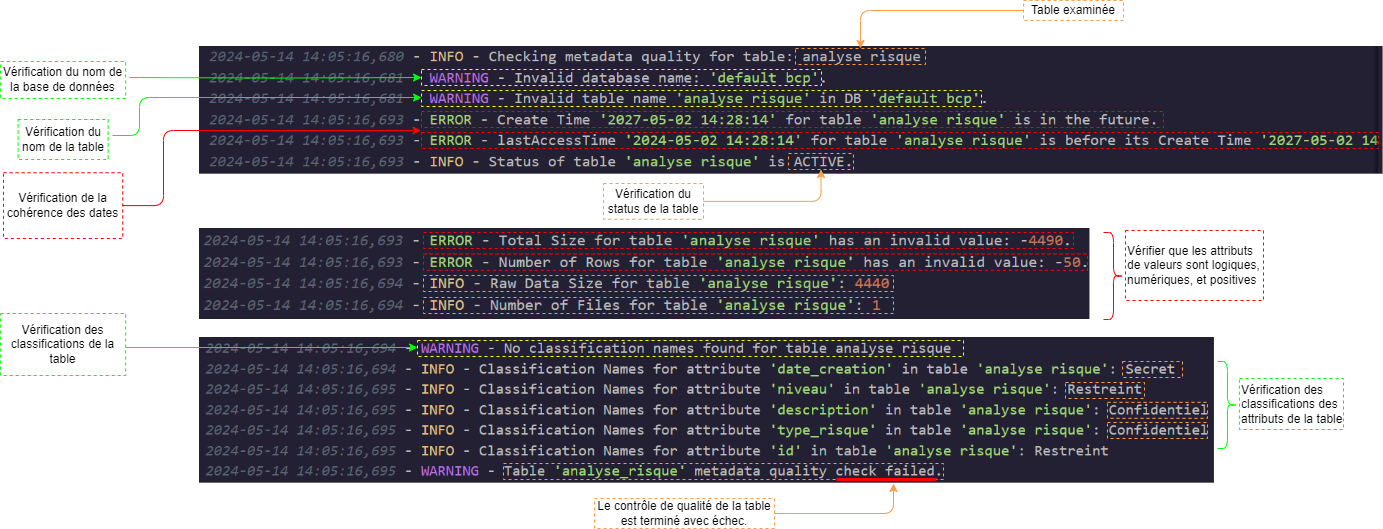 Table examinée
2024-05-14 14:05:16,680 - INFO - Checking metadata quality for table: analyse risque
Vérification du nom de
la base de données
2024-05-14 14:05:16,681 - WARNING - Invalid database name: 'default bcp'.
2024-05-14 14:05:16,681 - WARNING - Invalid table name 'analyse risque' in DB 'default bcp'.
Vérification du
nom de la table
2024-05-14 14:05:16,693 - ERROR - Create Time '2027-05-02 14:28:14' for table 'analyse risque' is in the future.
2024-05-14 14:05:16,693 - ERROR - lastAccessTime '2024-05-02 14:28:14' for table 'analyse risque' is before its Create Time '2027-05-02 14
2024-05-14 14:05:16,693 - INFO - Status of table 'analyse risque' is ACTIVE.
Vérification de la
cohérence des dates
Vérification du
status de la table
2024-05-14 14:05:16,693 - ERROR - Total Size for table 'analyse risque' has an invalid value: -4490.
2024-05-14 14:05:16,693 - ERROR - Number of Rows for table 'analyse risque' has an invalid value: -50.
2024-05-14 14:05:16,694 - INFO - Raw Data Size for table 'analyse risque': 4440
2024-05-14 14:05:16,694 - INFO - Number of Files for table 'analyse risque': 1
Vérifier que les attributs
de valeurs sont logiques,
numériques, et positives
Vérification des
classifications de la
table
2024-05-14 14:05:16,694 - WARNING - No classification names found for table analyse risque
2024-05-14 14:05:16,694 - INFO - Classification Names for attribute 'date_creation' in table 'analyse risque': Secret
2024-05-14 14:05:16,694 - INFO - Classification Names for attribute 'niveau' in table 'analyse risque': Restreint
2024-05-14 14:05:16,695 - INFO - Classification Names for attribute 'description' in table 'analyse risque': Confidentiel
2024-05-14 14:05:16,695 - INFO - Classification Names for attribute 'type_risque' in table 'analyse risque': Confidentiel
2024-05-14 14:05:16,695 - INFO - Classification Names for attribute 'id' in table 'analyse risque': Restreint
2024-05-14 14:05:16,695 - WARNING - Table 'analyse_risque' metadata quality check failed.
Vérification des
classifications des
attributs de la table
Le contrôle de qualité de la table
est terminé avec échec.